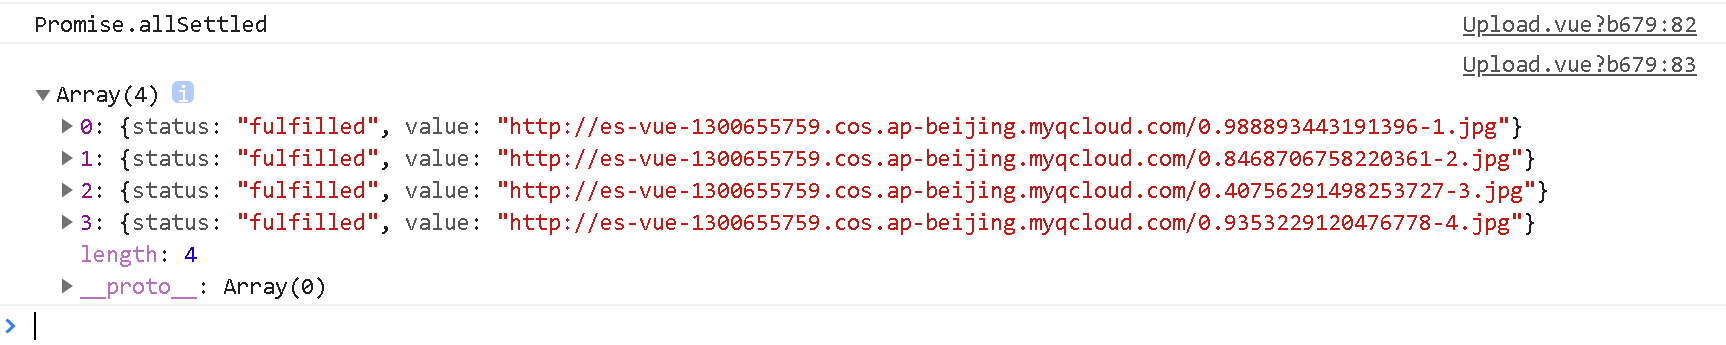 Promise.allSettled Upload.vue?b679:82
Upload.vue?b679:83
▼Array(4) i
▶0: {status: "fulfilled", value: "http://es-vue-1300655759.cos.ap-beijing.myqcloud.com/0.988893443191396-1.jpg"}
▶1: {status: "fulfilled", value: "http://es-vue-1300655759.cos.ap-beijing.myqcloud.com/0.8468706758220361-2.jpg"}
▶2: {status: "fulfilled", value: "http://es-vue-1300655759.cos.ap-beijing.myqcloud.com/0.40756291498253727-3.jpg"}
▶3: {status: "fulfilled", value: "http://es-vue-1300655759.cos.ap-beijing.myqcloud.com/0.9353229120476778-4.jpg"}
length: 4
▶__proto__: Array(0)
>